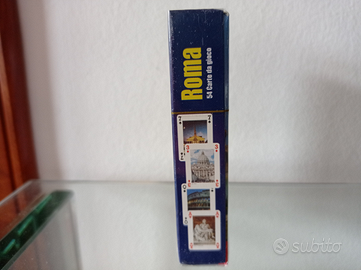 Roma
54 Carte da gioco
subito